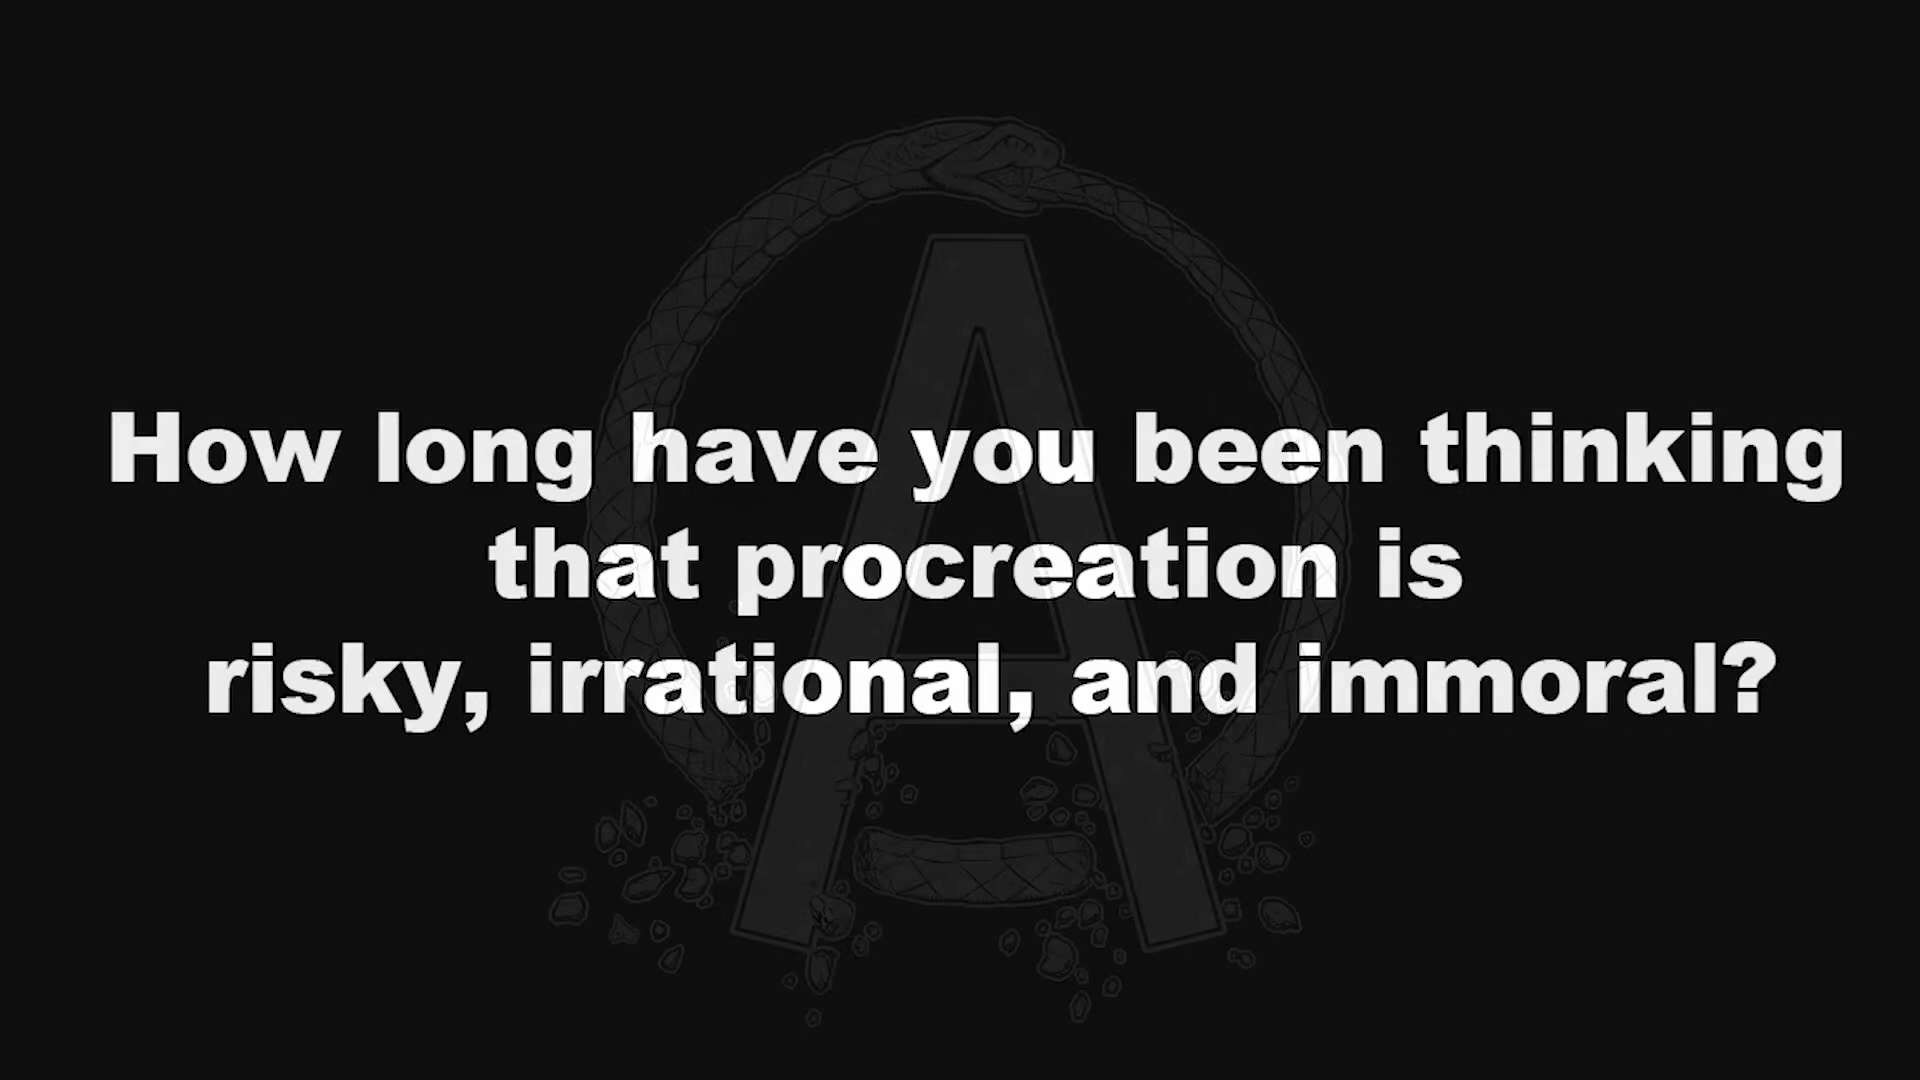 How long have you been thinking
that procreation is
risky, irrational, and immoral?